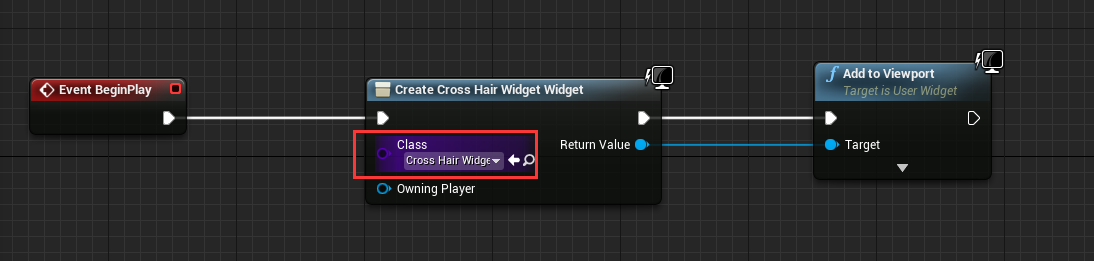 Event BeginPlay
Create Cross Hair Widget Widget
Class
Cross Hair Widge
Return Value
Owning Player
Add to Viewport
Target is User Widget
Target